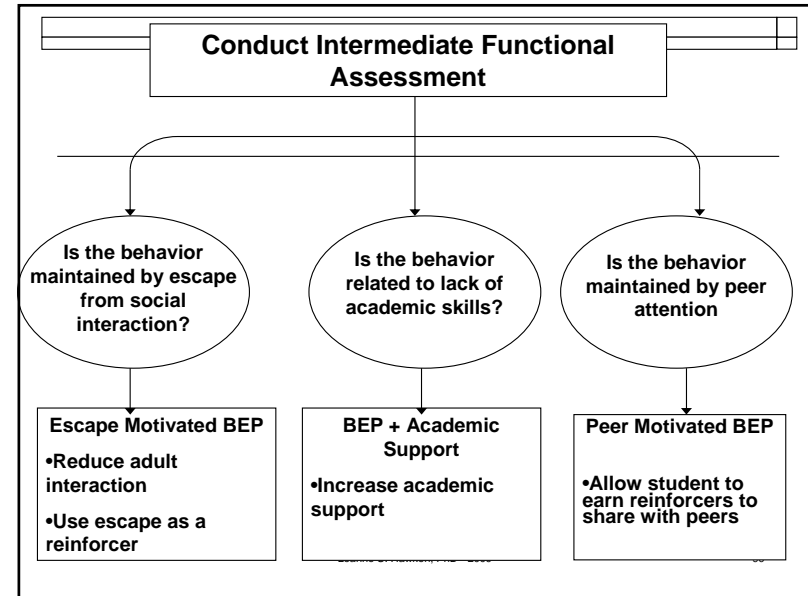 Conduct Intermediate Functional
Assessment
Is the behavior
maintained by escape
from social
interaction?
Is the behavior
related to lack of
academic skills?
Is the behavior
maintained by peer
attention
Escape Motivated BEP
•Reduce adult
interaction
•Use escape as a
reinforcer
BEP + Academic
Support
•Increase academic
support
Peer Motivated BEP
•Allow student to
earn reinforcers to
share with peers